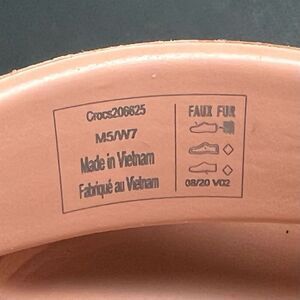 Crocs206625
M5/W7
Made in Vietnam
Fabriqué au Vietnam
FAUX FUR
08/20 V02